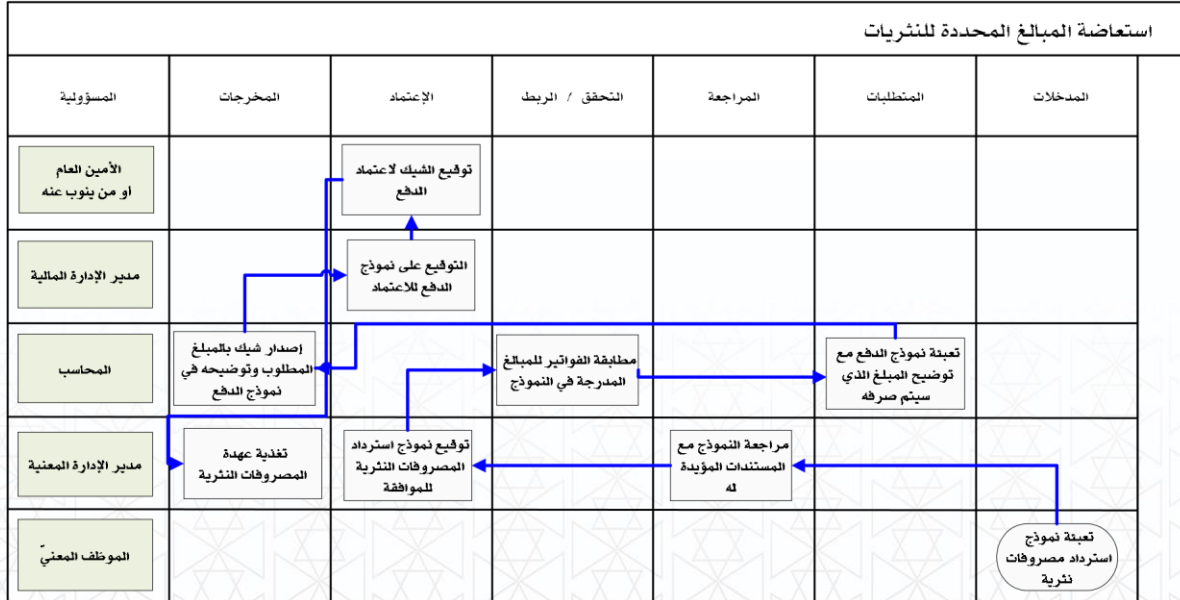 استعاضة المبالغ المحددة للنثريات
المدخلات
المتطلبات
المراجعة
التحقق / الربط
الإعتماد
المخرجات
المسؤولية
توقيع الشيك لاعتماد
الدفع
الأمين العام
او من ينوب عنه
التوقيع على نموذج
الدفع للاعتماد
مدير الإدارة المالية
تعبئة نموذج الدفع مع
توضيح المبلغ الذي
سيتم صرفه
مطابقة الفواتير للمبالغ
المدرجة في النموذج
إصدار شيك بالمبلغ
المطلوب وتوضيحه في
نموذج الدفع
المحاسب
مراجعة النموذج مع
المستندات المؤيدة
له
توقيع نموذج استرداد
المصروفات النثرية
للموافقة
تغذية عهدة
المصروفات النثرية
مدير الإدارة المعنية
تعبئة نموذج
استرداد مصروفات
نثرية
الموظف المعنيّ